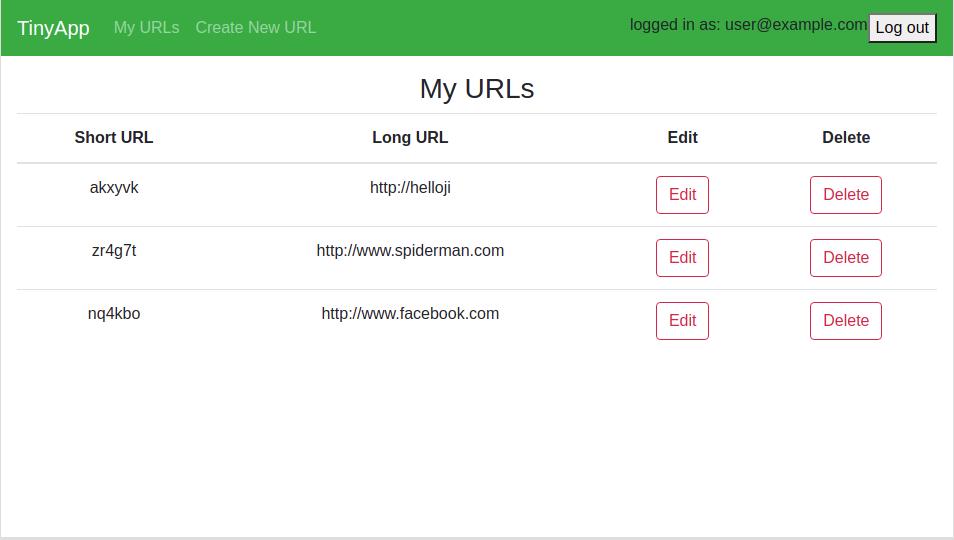 TinyApp My URLs Create New URL logged in as: user@example.com Log out
My URLs
Short URL Long URL Edit Delete
akxyvk http://helloji Edit Delete
zr4g7t http://www.spiderman.com Edit Delete
nq4kbo http://www.facebook.com Edit Delete